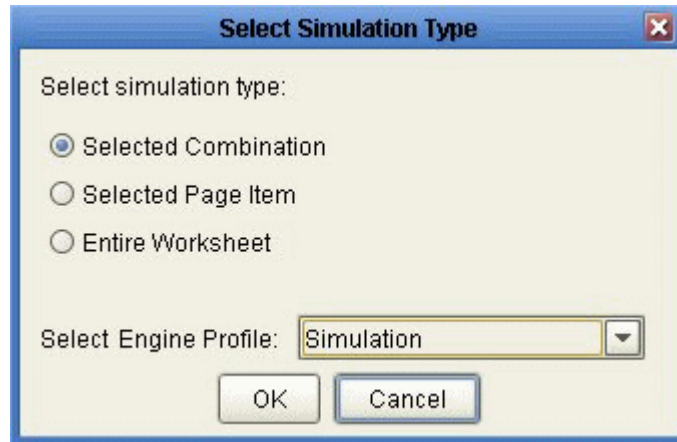 Select Simulation Type
Select simulation type:
Selected Combination
Selected Page Item
Entire Worksheet
Select Engine Profile: Simulation
OK Cancel